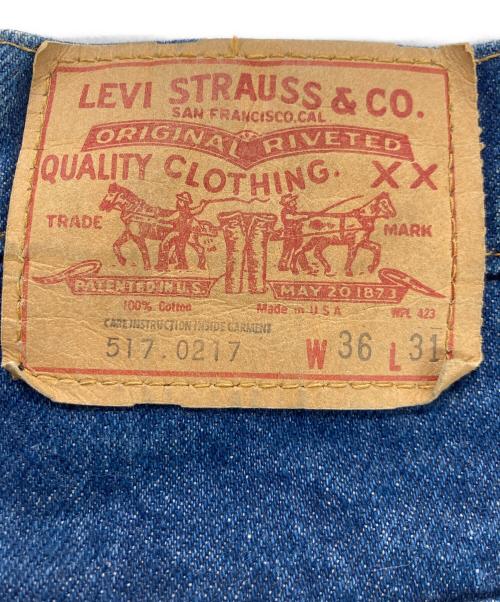 LEVI STRAUSS & CO.
SAN FRANCISCO, CAL
ORIGINAL RIVETED
QUALITY CLOTHING. XX
TRADE MARK
PATENTED IN U.S. MAY 20 1873
100% Cotton Made in U S A WPL 423
CARE INSTRUCTION INSIDE GARMENT
517.0217 W 36 L 31